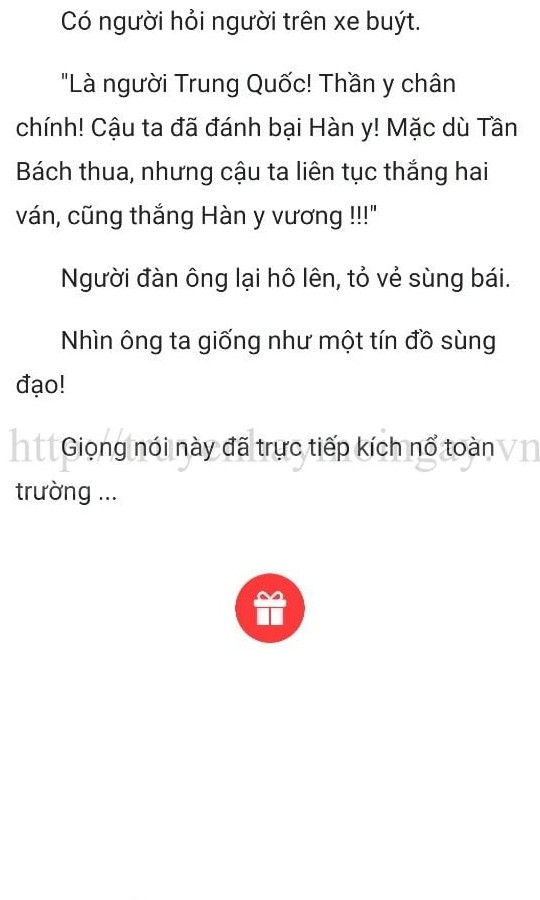 Có người hỏi người trên xe buýt.
"Là người Trung Quốc! Thần y chân
chính! Cậu ta đã đánh bại Hàn y! Mặc dù Tần
Bách thua, nhưng cậu ta liên tục thắng hai
ván, cũng thắng Hàn y vương !!!"
Người đàn ông lại hô lên, tỏ vẻ sùng bái.
Nhìn ông ta giống như một tín đồ sùng
đạo!
Giọng nói này đã trực tiếp kích nổ toàn
trường ...
http://truyenhaymoingay.vn